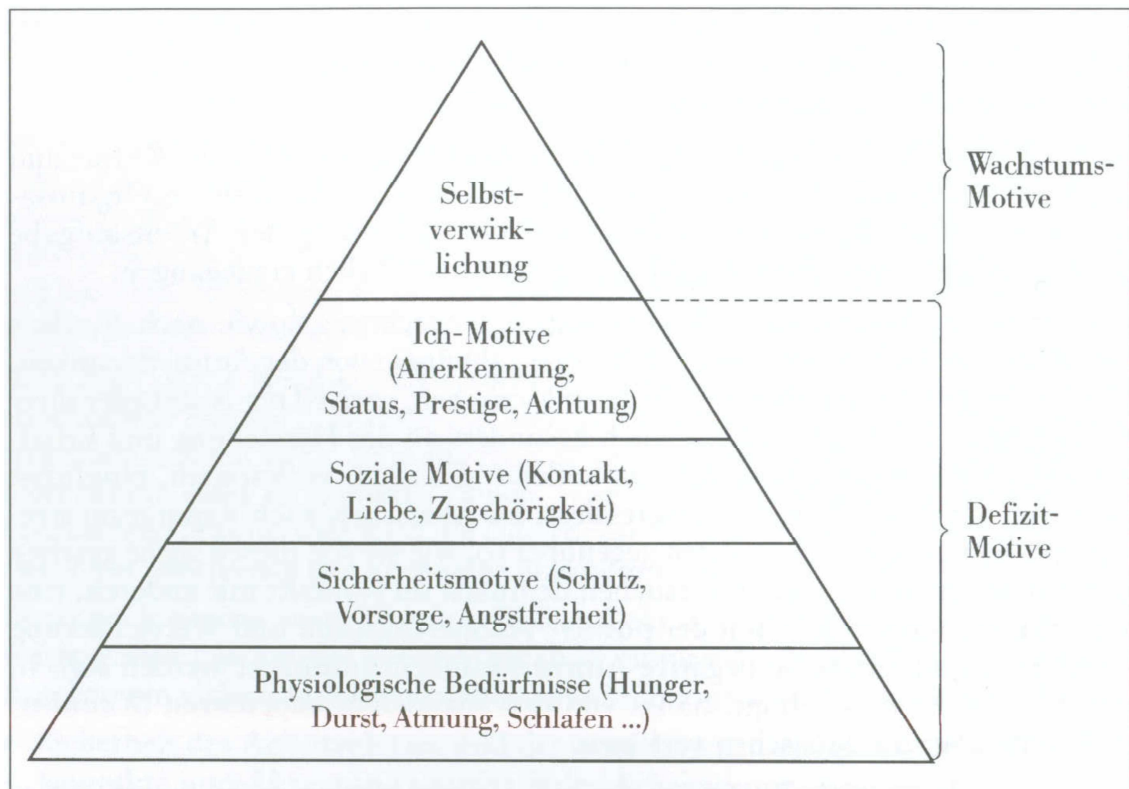 Selbst-
verwirk-
lichung
Wachstums-
Motive
Ich-Motive
(Anerkennung,
Status, Prestige, Achtung)
Soziale Motive (Kontakt,
Liebe, Zugehörigkeit)
Sicherheitsmotive (Schutz,
Vorsorge, Angstfreiheit)
Physiologische Bedürfnisse (Hunger,
Durst, Atmung, Schlafen ...)
Defizit-
Motive